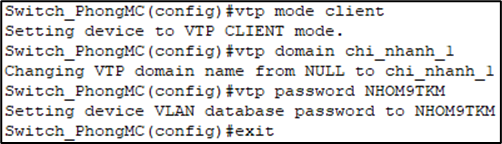 Switch_PhongMC(config)#vtp mode client
Setting device to VTP CLIENT mode.
Switch_PhongMC(config)#vtp domain chi_nhanh_1
Changing VTP domain name from NULL to chi_nhanh_1
Switch_PhongMC(config)#vtp password NHOM9TKM
Setting device VLAN database password to NHOM9TKM
Switch_PhongMC(config)#exit